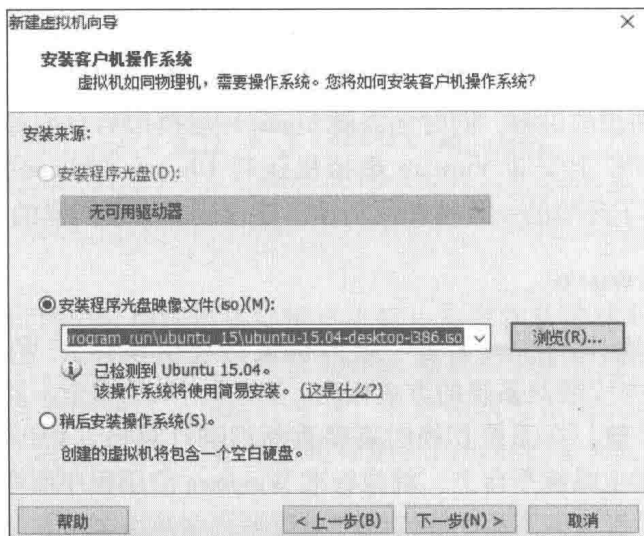 新建虚拟机向导
安装客户机操作系统
虚拟机如同物理机，需要操作系统。您将如何安装客户机操作系统?
安装来源:
安装程序光盘(D):
无可用驱动器
安装程序光盘映像文件(iso)(M):
rogram_run\ubuntu_15\ubuntu-15.04-desktop-i386.iso
浏览(R)...
已检测到 Ubuntu 15.04。
该操作系统将使用简易安装。(这是什么?)
稍后安装操作系统(S)。
创建的虚拟机将包含一个空白硬盘。
帮助
< 上一步(B)
下一步(N) >
取消